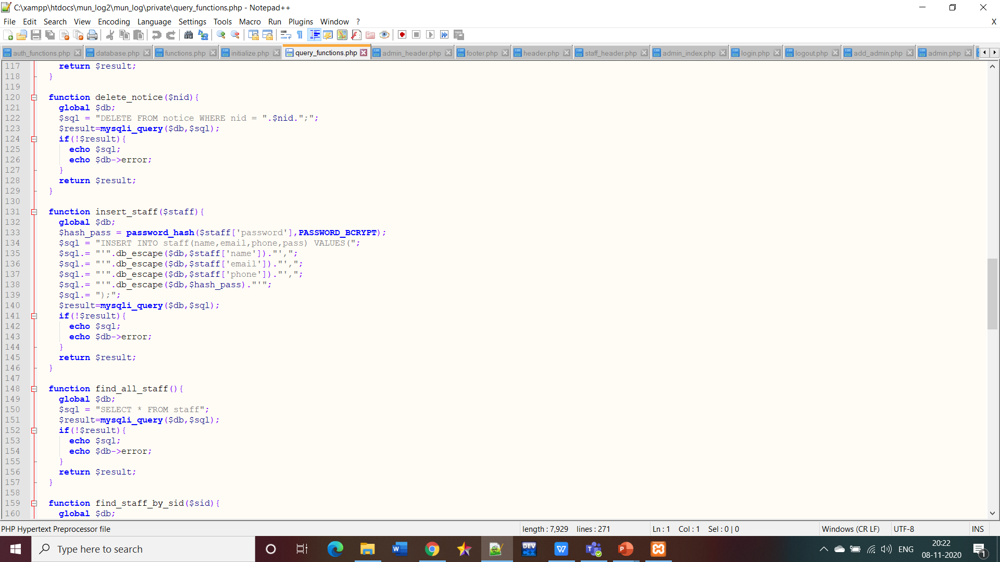 C:\xampp\htdocs\mun_log2\mun_log\private\query_functions.php - Notepad++
File Edit Search View Encoding Language Settings Tools Macro Run Plugins Window ? X
auth_functions.php database.php functions.php initialize.php query_functions.php admin_header.php footer.php header.php staff_header.php admin_index.php login.php logout.php add_admin.php admin.php
117 return $result;
118 }
119
120 function delete_notice($nid){
121 global $db;
122 $sql = "DELETE FROM notice WHERE nid = ".$nid.";";
123 $result=mysqli_query($db,$sql);
124 if(!$result){
125 echo $sql;
126 echo $db->error;
127 }
128 return $result;
129 }
130
131 function insert_staff($staff){
132 global $db;
133 $hash_pass = password_hash($staff['password'],PASSWORD_BCRYPT);
134 $sql = "INSERT INTO staff(name,email,phone,pass) VALUES(";
135 $sql.= "'".db_escape($db,$staff['name'])."',";
136 $sql.= "'".db_escape($db,$staff['email'])."',";
137 $sql.= "'".db_escape($db,$staff['phone'])."',";
138 $sql.= "'".db_escape($db,$hash_pass)."'";
139 $sql.= ");";
140 $result=mysqli_query($db,$sql);
141 if(!$result){
142 echo $sql;
143 echo $db->error;
144 }
145 return $result;
146 }
147
148 function find_all_staff(){
149 global $db;
150 $sql = "SELECT * FROM staff";
151 $result=mysqli_query($db,$sql);
152 if(!$result){
153 echo $sql;
154 echo $db->error;
155 }
156 return $result;
157 }
158
159 function find_staff_by_sid($sid){
160 global $db;
PHP Hypertext Preprocessor file length : 7,929 lines : 271 Ln : 1 Col : 1 Sel : 0 | 0 Windows (CR LF) UTF-8 INS
Type here to search
DEV C++
ENG
20:22
08-11-2020
1